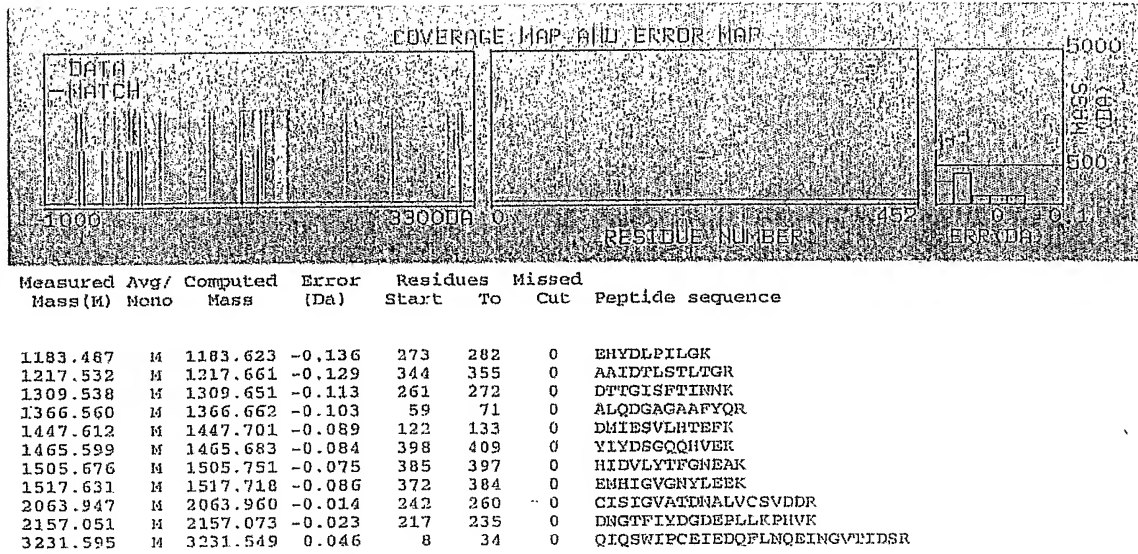 COVERAGE MAP AND ERROR MAP
DATA
MATCH
1000
3300DA
0
452
RESIDUE NUMBER
5000
MASS (DA)
500
0
0.1
ERR(DA)
Measured Avg/ Computed Error Residues Missed
Mass(M) Mono Mass (Da) Start To Cut Peptide sequence
1183.487 M 1183.623 -0.136 273 282 0 EHYDLPILGK
1217.532 M 1217.661 -0.129 344 355 0 AAIDTLSTLTGR
1309.538 M 1309.651 -0.113 261 272 0 DTTGISFTINNK
1366.560 M 1366.662 -0.103 59 71 0 ALQDGAGAAFYQR
1447.612 M 1447.701 -0.089 122 133 0 DMIESVLHTEFK
1465.599 M 1465.683 -0.084 398 409 0 YIYDSGQQHVEK
1505.676 M 1505.751 -0.075 385 397 0 HIDVLYTFGNEAK
1517.631 M 1517.718 -0.086 372 384 0 EMHIGVGNYLEEK
2063.947 M 2063.960 -0.014 242 260 0 CISIGVATDNALVCSVDDR
2157.051 M 2157.073 -0.023 217 235 0 DNGTFIYDGDEPLLKPHVK
3231.595 M 3231.549 0.046 8 34 0 QIQSWIPCEIEDQFLNQEINGVTIDSR